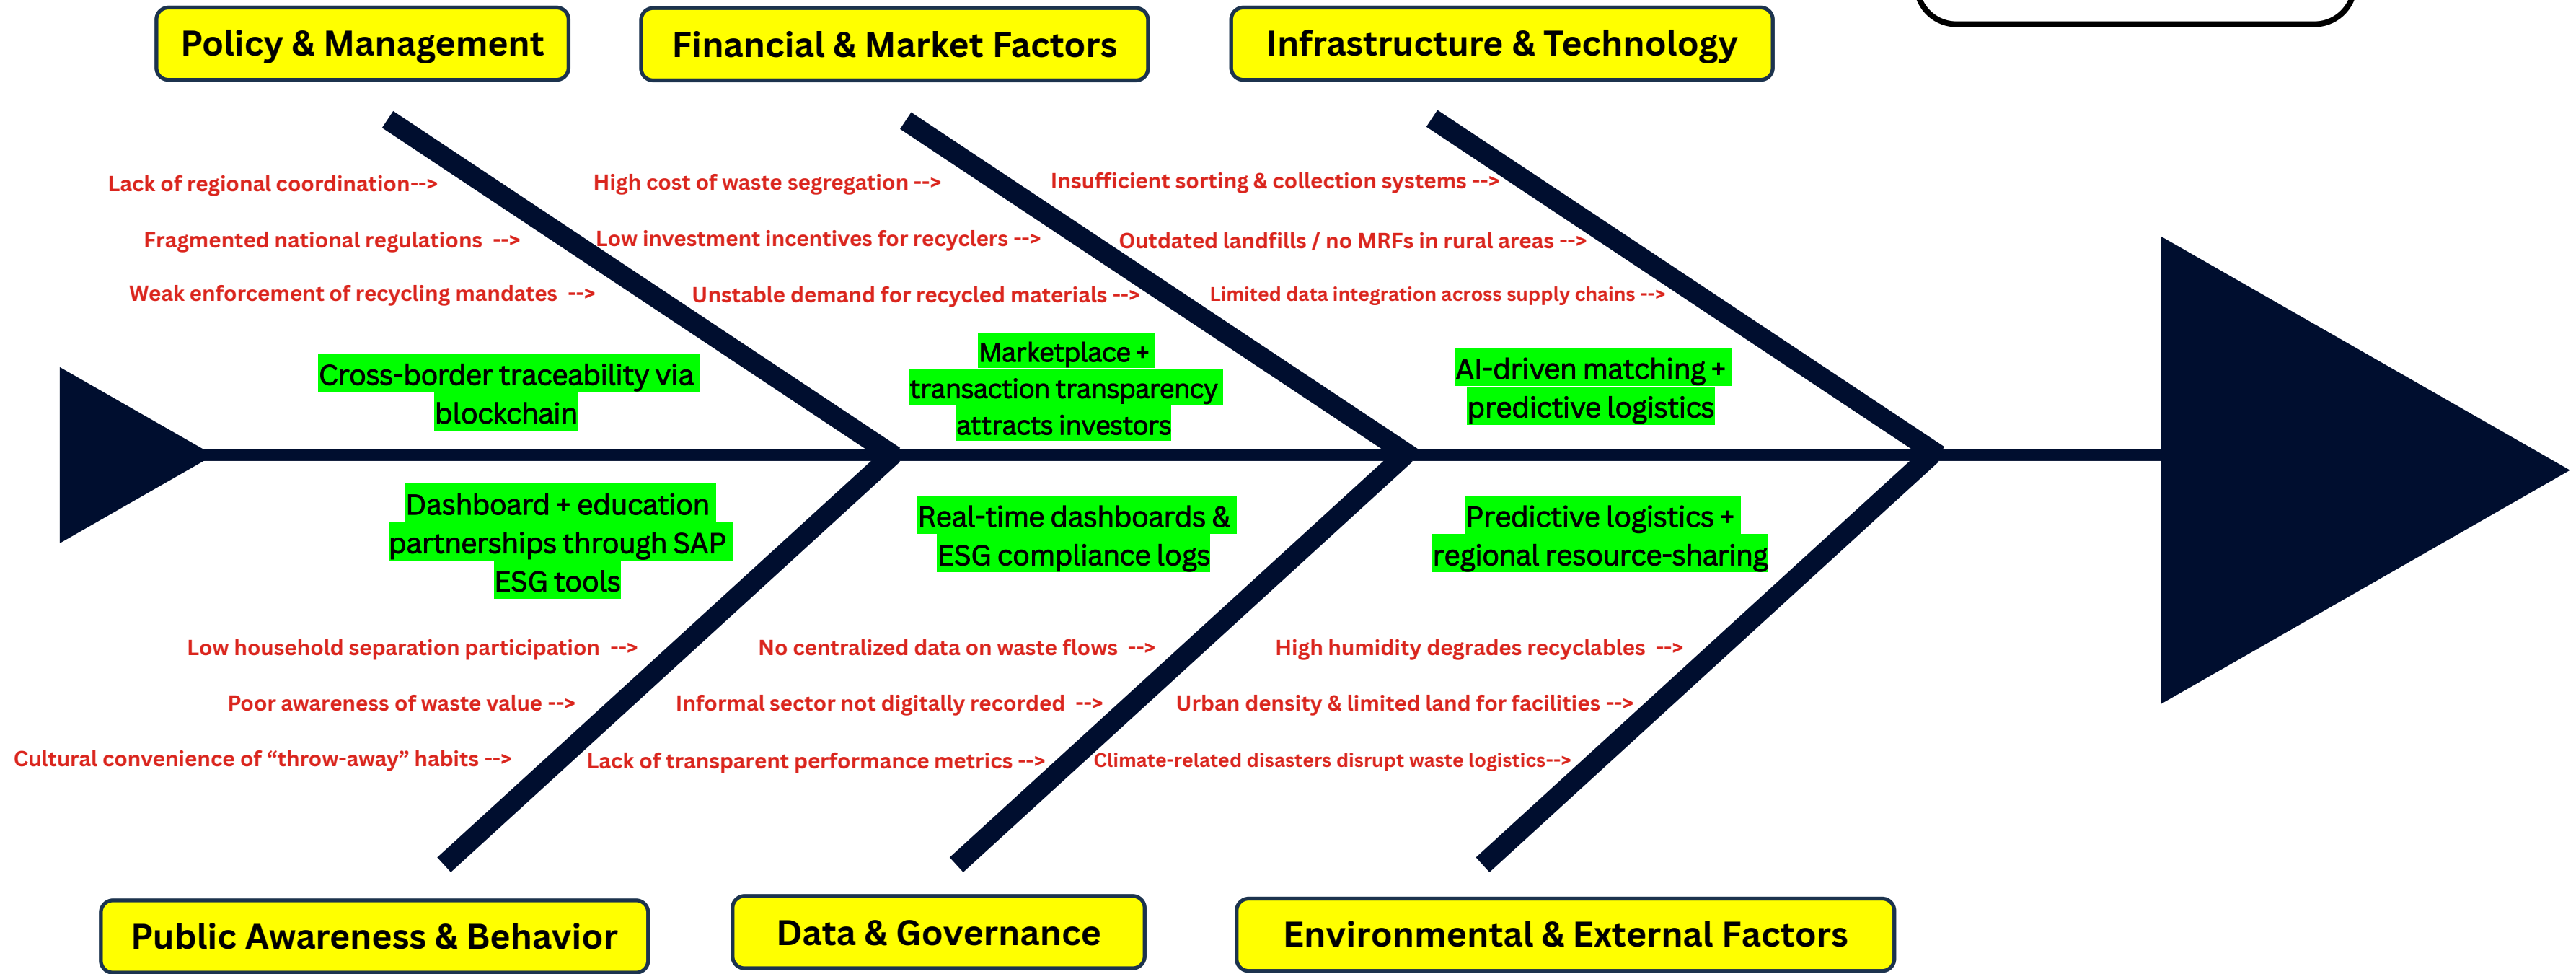 Policy & Management
Financial & Market Factors
Infrastructure & Technology
Lack of regional coordination-->
Fragmented national regulations -->
Weak enforcement of recycling mandates -->
High cost of waste segregation -->
Low investment incentives for recyclers -->
Unstable demand for recycled materials -->
Insufficient sorting & collection systems -->
Outdated landfills / no MRFs in rural areas -->
Limited data integration across supply chains -->
Cross-border traceability via
blockchain
Marketplace +
transaction transparency
attracts investors
AI-driven matching +
predictive logistics
Dashboard + education
partnerships through SAP
ESG tools
Real-time dashboards &
ESG compliance logs
Predictive logistics +
regional resource-sharing
Low household separation participation -->
Poor awareness of waste value -->
Cultural convenience of “throw-away” habits -->
No centralized data on waste flows -->
Informal sector not digitally recorded -->
Lack of transparent performance metrics -->
High humidity degrades recyclables -->
Urban density & limited land for facilities -->
Climate-related disasters disrupt waste logistics-->
Public Awareness & Behavior
Data & Governance
Environmental & External Factors